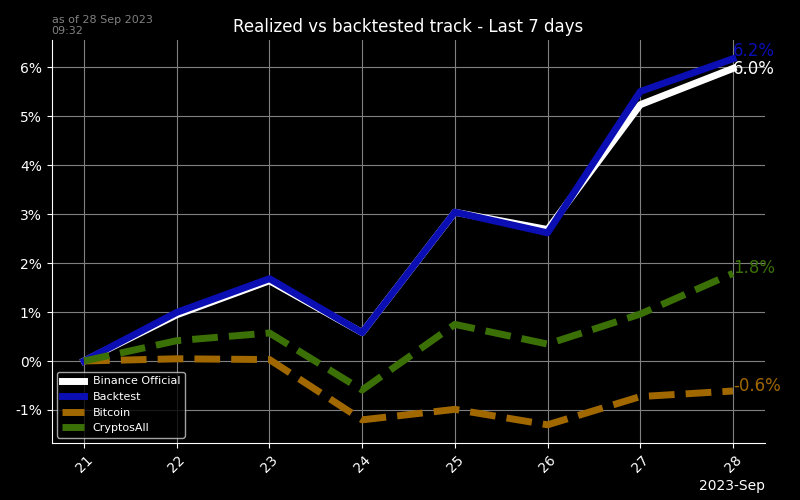 as of 28 Sep 2023
09:32
Realized vs backtested track - Last 7 days
6.2%
6.0%
1.8%
-0.6%
6%
5%
4%
3%
2%
1%
0%
-1%
Binance Official
Backtest
Bitcoin
CryptosAll
21 22 23 24 25 26 27 28
2023-Sep